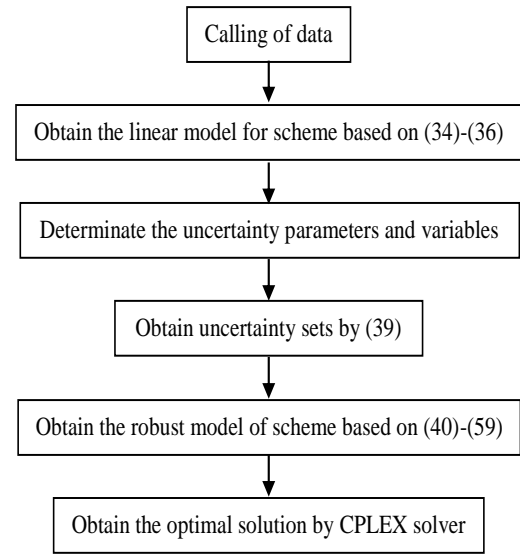 Calling of data
Obtain the linear model for scheme based on (34)-(36)
Determinate the uncertainty parameters and variables
Obtain uncertainty sets by (39)
Obtain the robust model of scheme based on (40)-(59)
Obtain the optimal solution by CPLEX solver